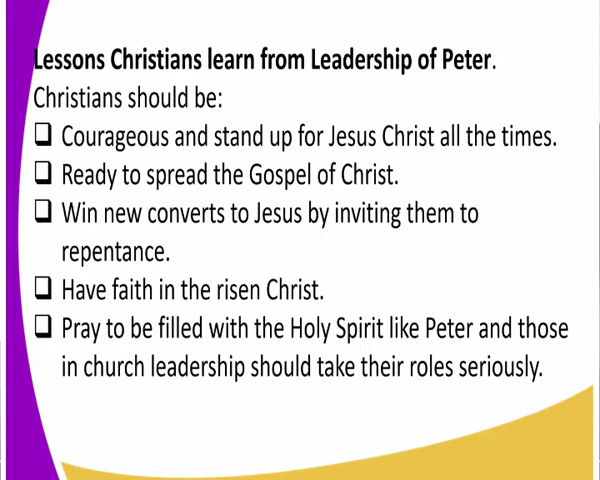 Lessons Christians learn from Leadership of Peter.
Christians should be:
❑ Courageous and stand up for Jesus Christ all the times.
❑ Ready to spread the Gospel of Christ.
❑ Win new converts to Jesus by inviting them to
repentance.
❑ Have faith in the risen Christ.
❑ Pray to be filled with the Holy Spirit like Peter and those
in church leadership should take their roles seriously.